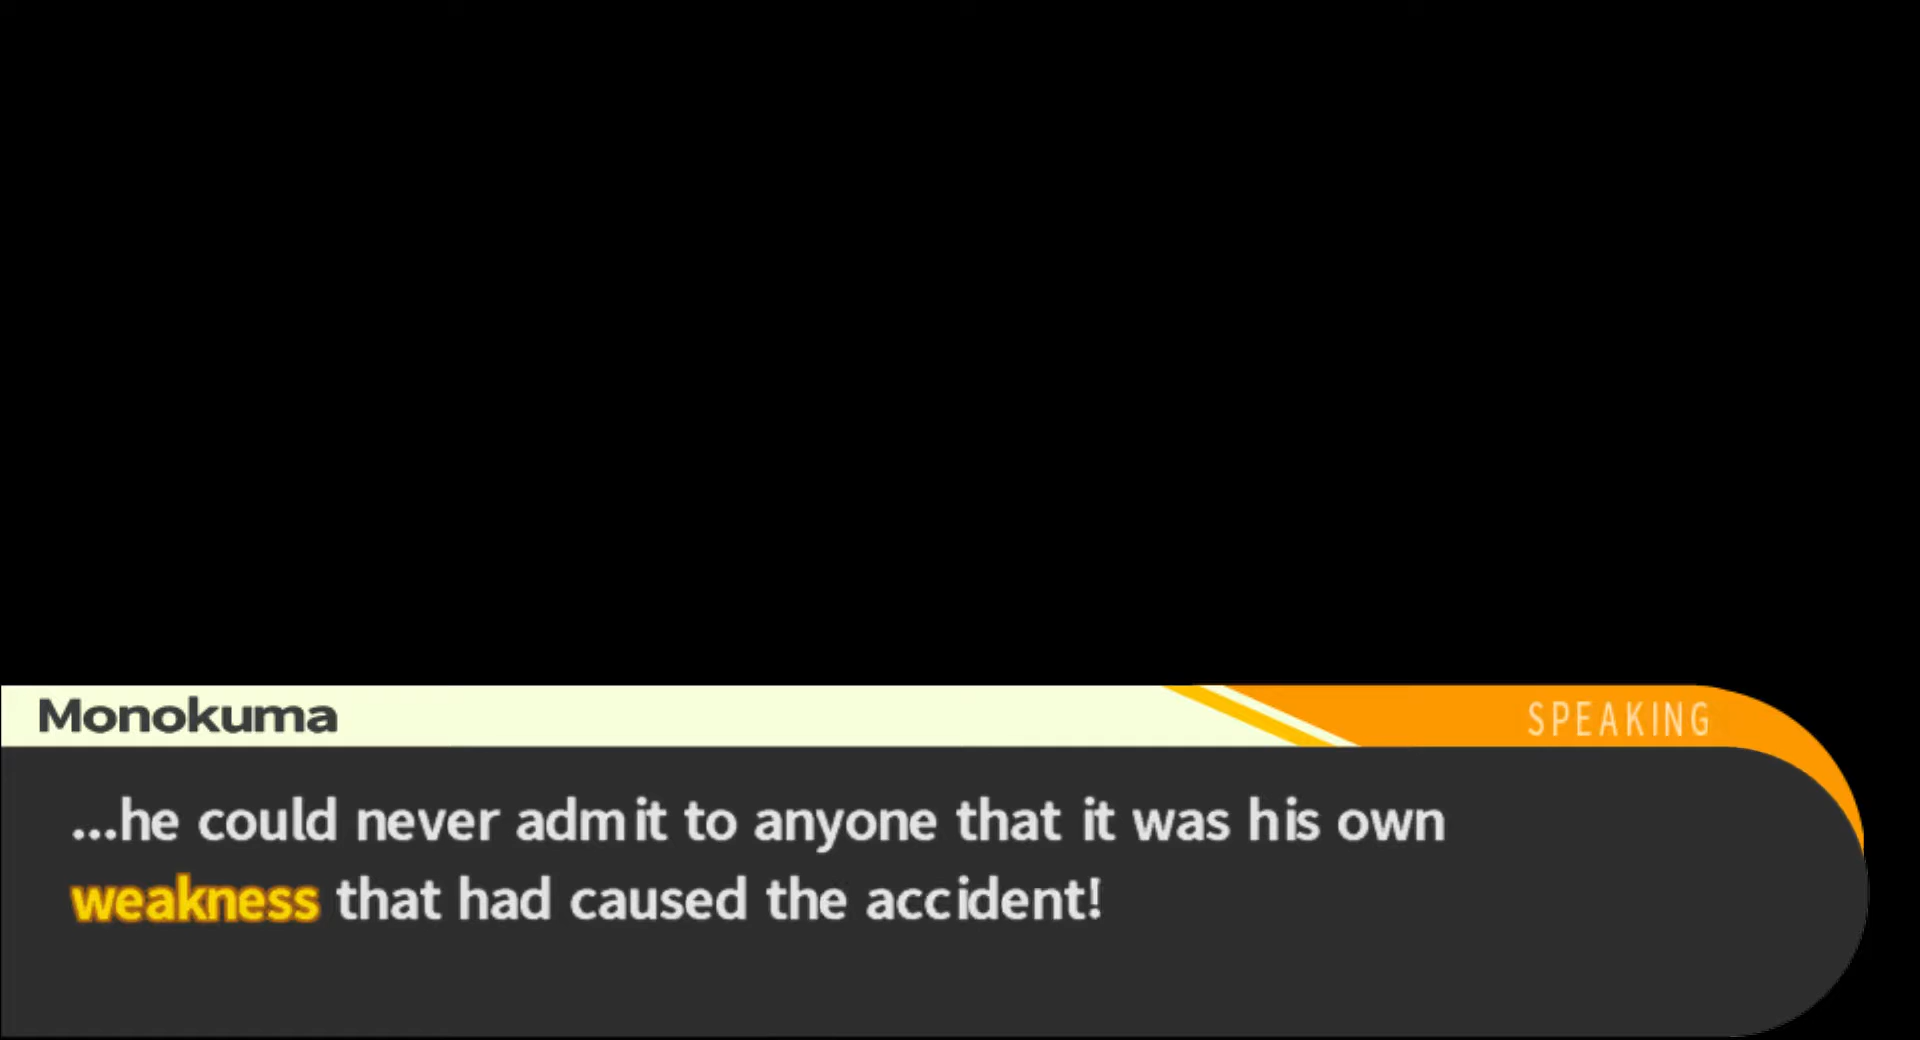 Monokuma
SPEAKING
...he could never admit to anyone that it was his own
weakness that had caused the accident!